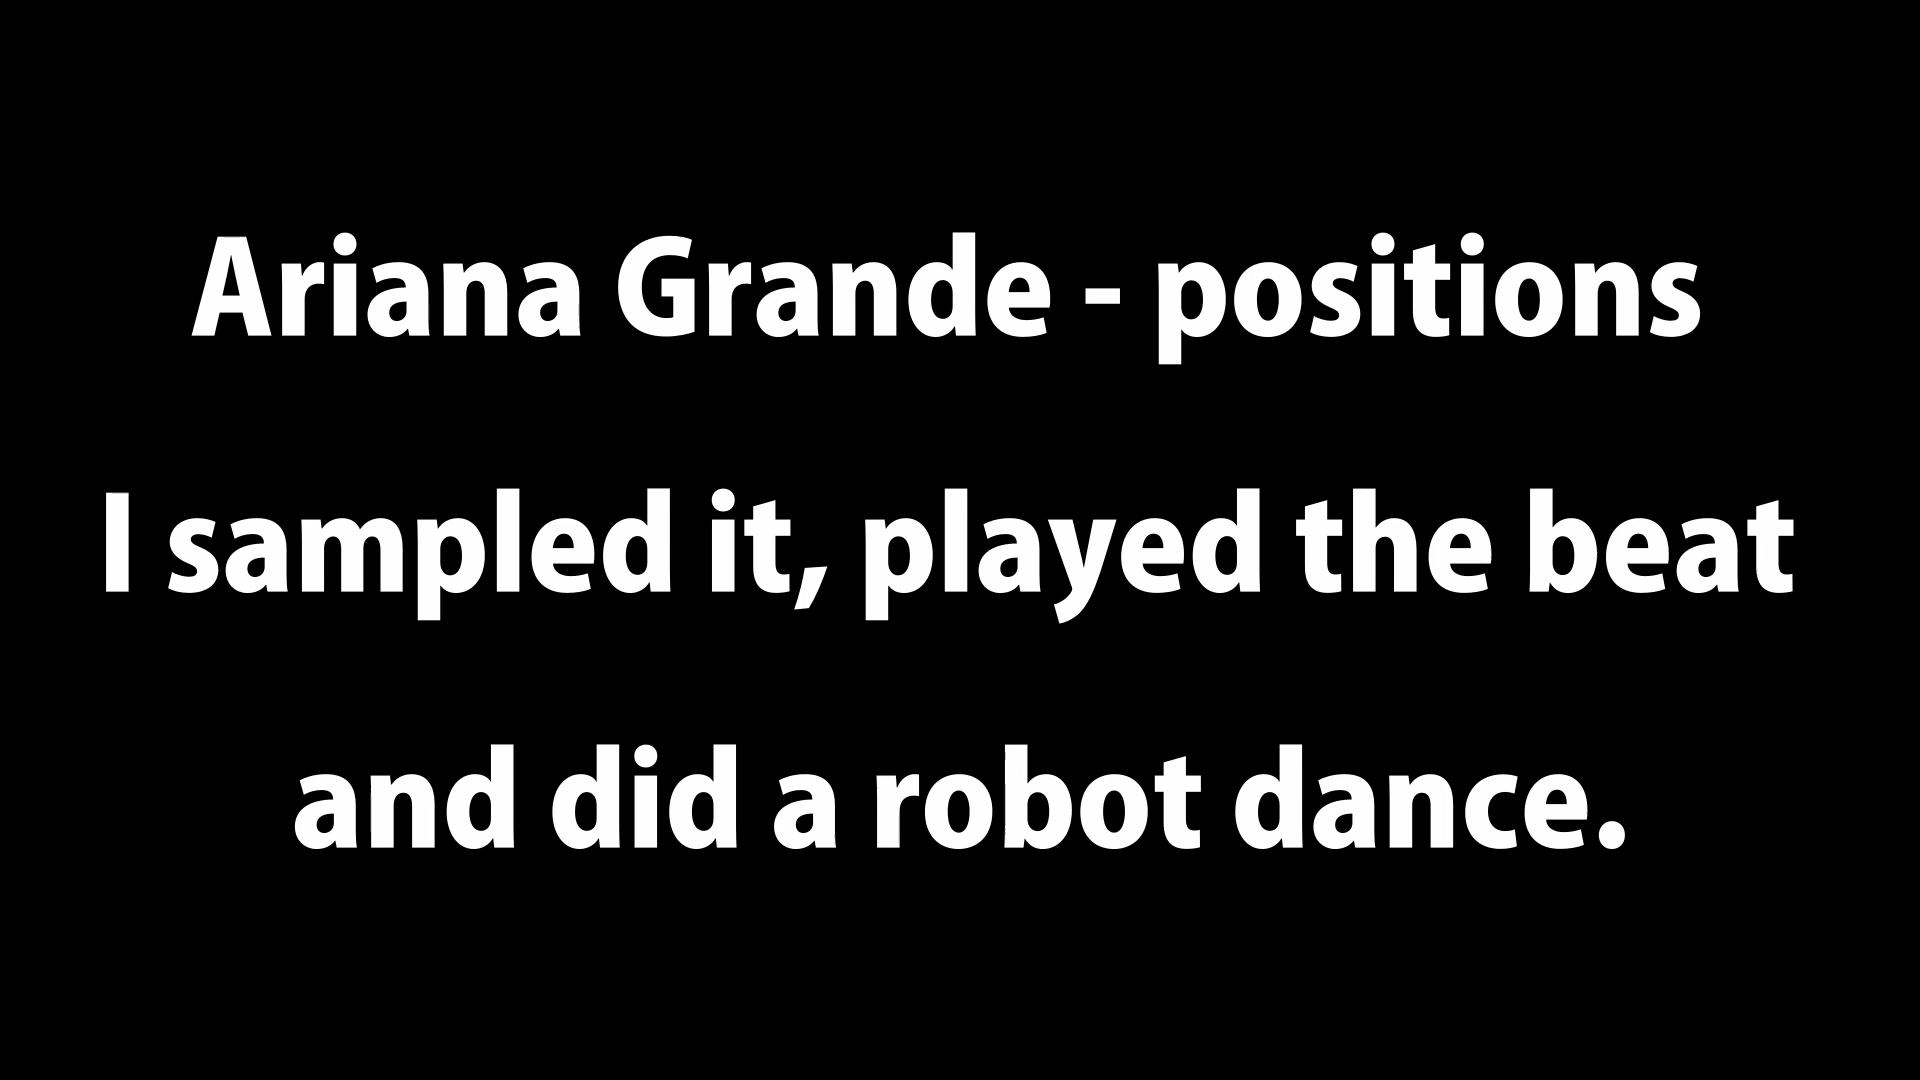 Ariana Grande - positions
I sampled it, played the beat
and did a robot dance.